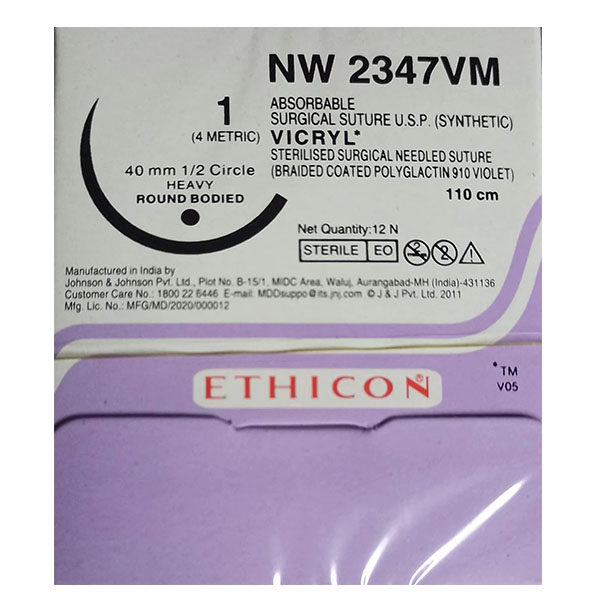 NW 2347VM
1
(4 METRIC)
40 mm 1/2 Circle
HEAVY
ROUND BODIED
ABSORBABLE
SURGICAL SUTURE U.S.P. (SYNTHETIC)
VICRYL*
STERILISED SURGICAL NEEDLED SUTURE
(BRAIDED COATED POLYGLACTIN 910 VIOLET)
110 cm
Net Quantity:12 N
STERILE EO
2
Manufactured in India by
Johnson & Johnson Pvt. Ltd., Plot No. B-15/1, MIDC Area, Waluj, Aurangabad-MH (India)-431136
Customer Care No.: 1800 22 6446 E-mail: MDDsuppo@its.jnj.com © J & J Pvt. Ltd. 2011
Mfg. Lic. No.: MFG/MD/2020/000012
ETHICON
*TM
V05